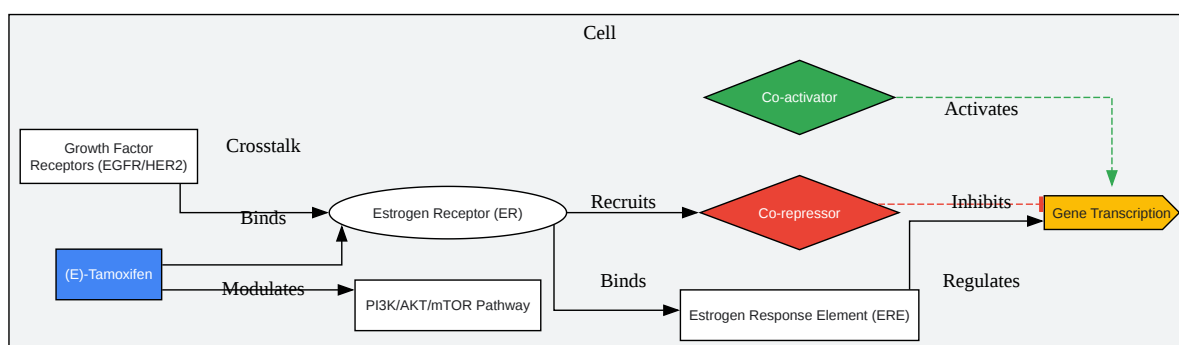 Cell
Co-activator
Activates
Growth Factor
Receptors (EGFR/HER2)
Crosstalk
Binds
Estrogen Receptor (ER)
Recruits
Co-repressor
Inhibits
Gene Transcription
(E)-Tamoxifen
Modulates
PI3K/AKT/mTOR Pathway
Binds
Estrogen Response Element (ERE)
Regulates